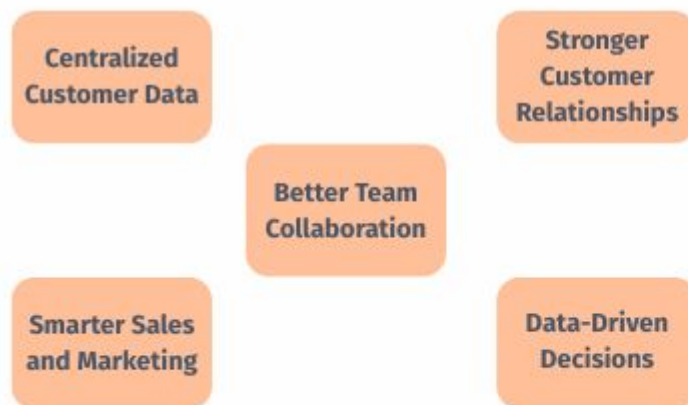 Centralized
Customer Data
Stronger
Customer
Relationships
Better Team
Collaboration
Smarter Sales
and Marketing
Data-Driven
Decisions